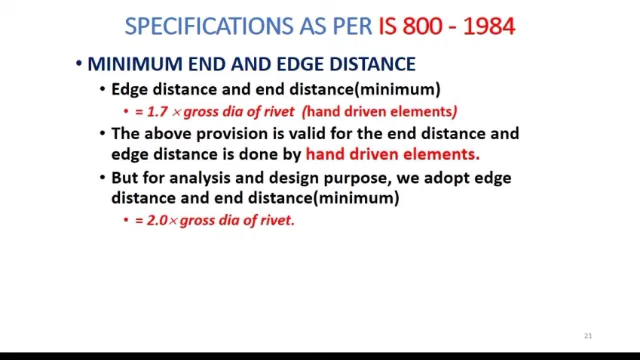 SPECIFICATIONS AS PER IS 800 - 1984
• MINIMUM END AND EDGE DISTANCE
• Edge distance and end distance(minimum)
• = 1.7 × gross dia of rivet (hand driven elements)
• The above provision is valid for the end distance and
edge distance is done by hand driven elements.
• But for analysis and design purpose, we adopt edge
distance and end distance(minimum)
• = 2.0× gross dia of rivet.
21